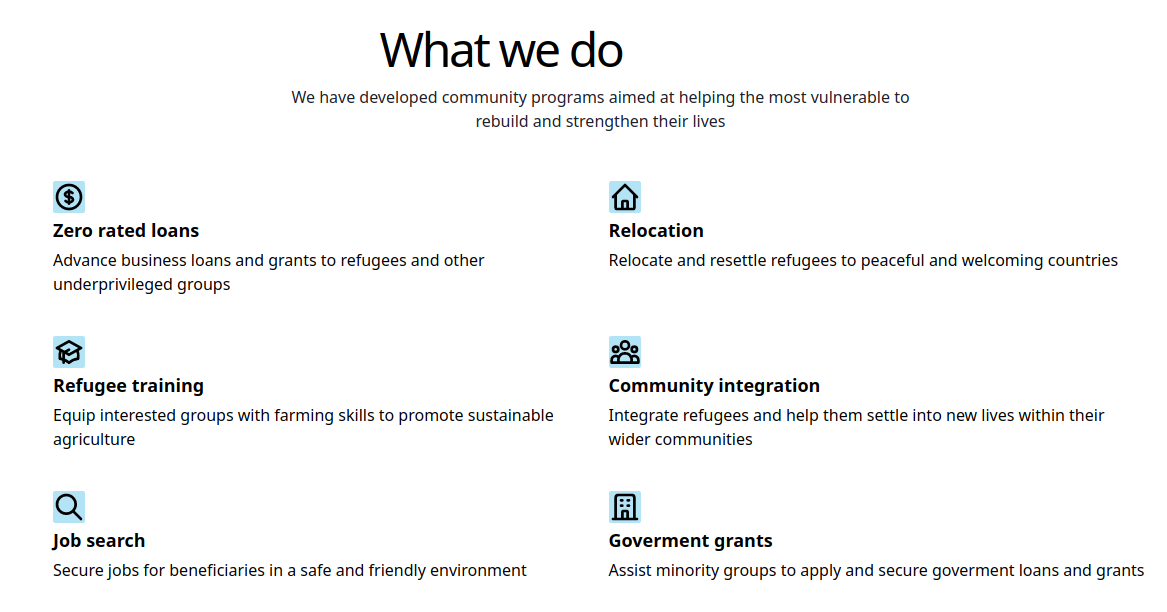 What we do
We have developed community programs aimed at helping the most vulnerable to
rebuild and strengthen their lives
Zero rated loans
Advance business loans and grants to refugees and other
underprivileged groups
Relocation
Relocate and resettle refugees to peaceful and welcoming countries
Refugee training
Equip interested groups with farming skills to promote sustainable
agriculture
Community integration
Integrate refugees and help them settle into new lives within their
wider communities
Job search
Secure jobs for beneficiaries in a safe and friendly environment
Goverment grants
Assist minority groups to apply and secure goverment loans and grants